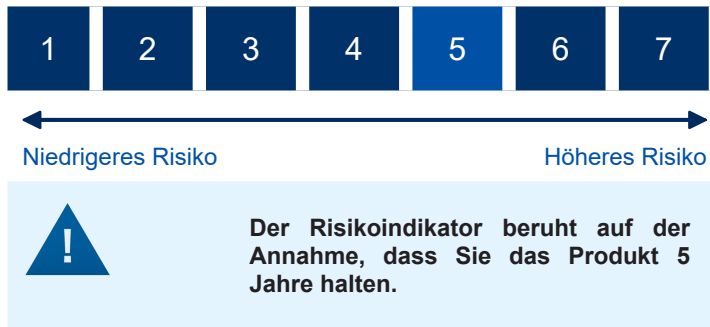 1 2 3 4 5 6 7
Niedrigeres Risiko Höheres Risiko
!
Der Risikoindikator beruht auf der
Annahme, dass Sie das Produkt 5
Jahre halten.